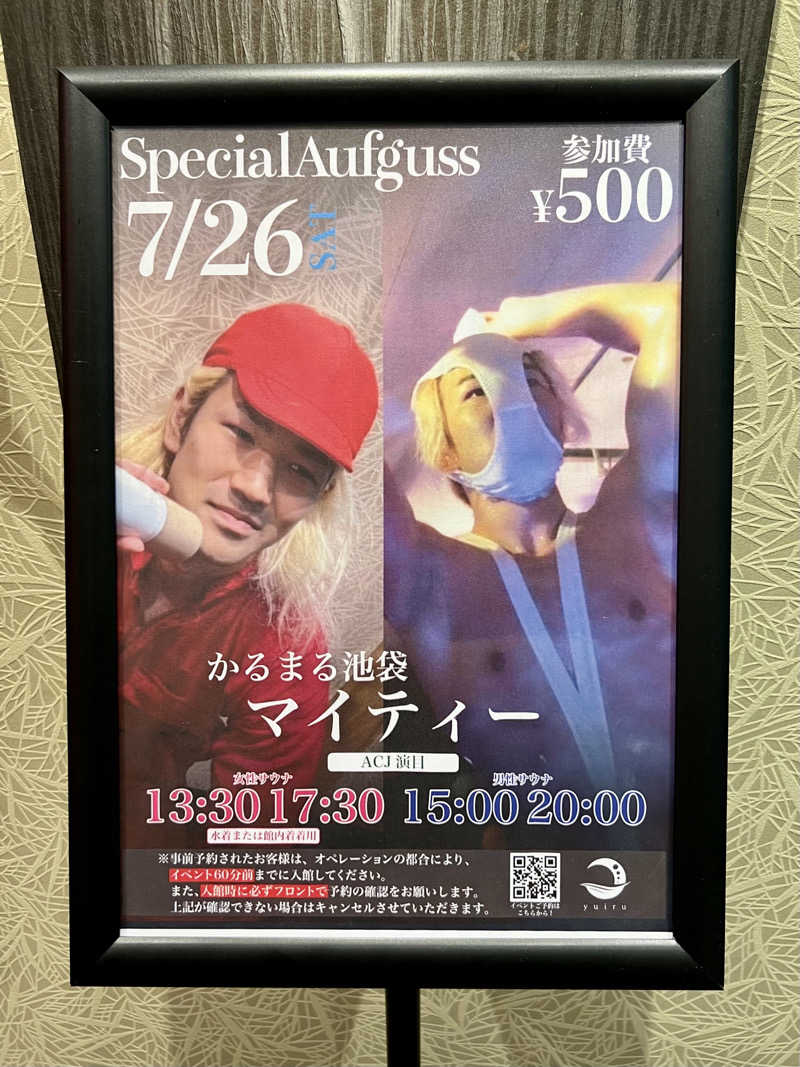 SpecialAufguss
参加費
¥500
7/26 SAT
かるまる池袋
マイティー
ACJ 演目
女性サウナ
13:30 17:30
水着または館内着着用
男性サウナ
15:00 20:00
※事前予約されたお客様は、オペレーションの都合により、
イベント60分前までに入館してください。
また、入館時に必ずフロントで予約の確認をお願いします。
上記が確認できない場合はキャンセルさせていただきます。
イベントご予約は
こちらから！
yuiru